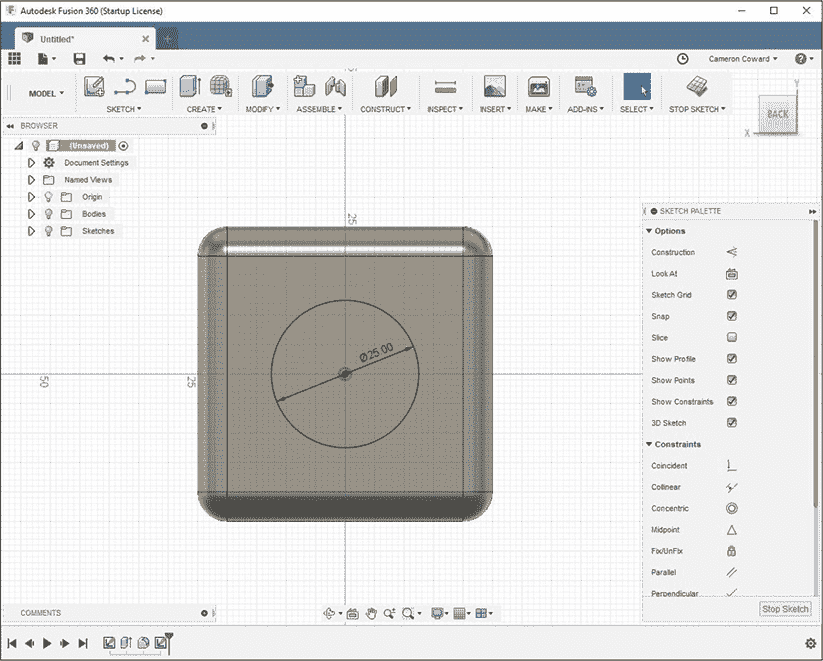 Autodesk Fusion 360 (Startup License)
Untitled*
Cameron Coward
MODEL
SKETCH
CREATE
MODIFY
ASSEMBLE
CONSTRUCT
INSPECT
INSERT
MAKE
ADD-INS
SELECT
STOP SKETCH
BROWSER
(Unsaved)
Document Settings
Named Views
Origin
Bodies
Sketches
Y
BACK
X
25
Ø25.00
50
25
SKETCH PALETTE
Options
Construction
Look At
Sketch Grid
Snap
Slice
Show Profile
Show Points
Show Constraints
3D Sketch
Constraints
Coincident
Collinear
Concentric
Midpoint
Fix/UnFix
Parallel
Perpendicular
Stop Sketch
COMMENTS